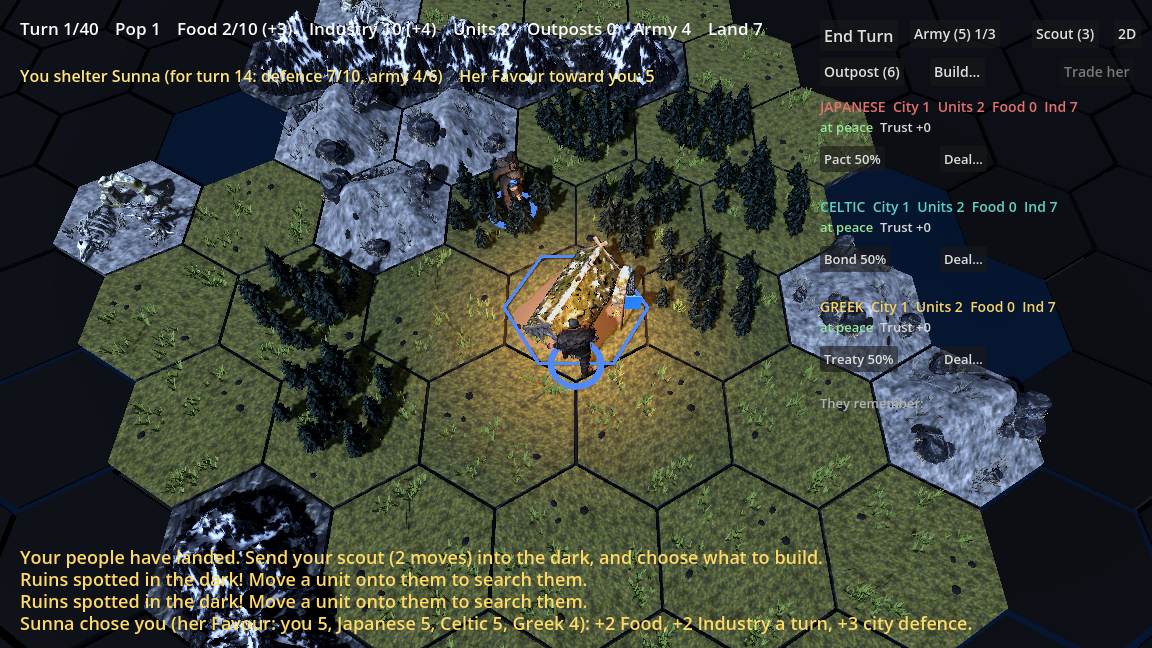 Turn 1/40 Pop 1 Food 2/10 (+3) Industry 10 (+4) Units 2 Outposts 0 Army 4 Land 7
End Turn Army (5) 1/3 Scout (3) 2D
You shelter Sunna (for turn 14: defence 7/10, army 4/6) Her Favour toward you: 5
Outpost (6) Build... Trade her
JAPANESE City 1 Units 2 Food 0 Ind 7
at peace Trust +0
Pact 50% Deal...
CELTIC City 1 Units 2 Food 0 Ind 7
at peace Trust +0
Bond 50% Deal...
GREEK City 1 Units 2 Food 0 Ind 7
at peace Trust +0
Treaty 50% Deal...
They remember:
Your people have landed. Send your scout (2 moves) into the dark, and choose what to build.
Ruins spotted in the dark! Move a unit onto them to search them.
Ruins spotted in the dark! Move a unit onto them to search them.
Sunna chose you (her Favour: you 5, Japanese 5, Celtic 5, Greek 4): +2 Food, +2 Industry a turn, +3 city defence.